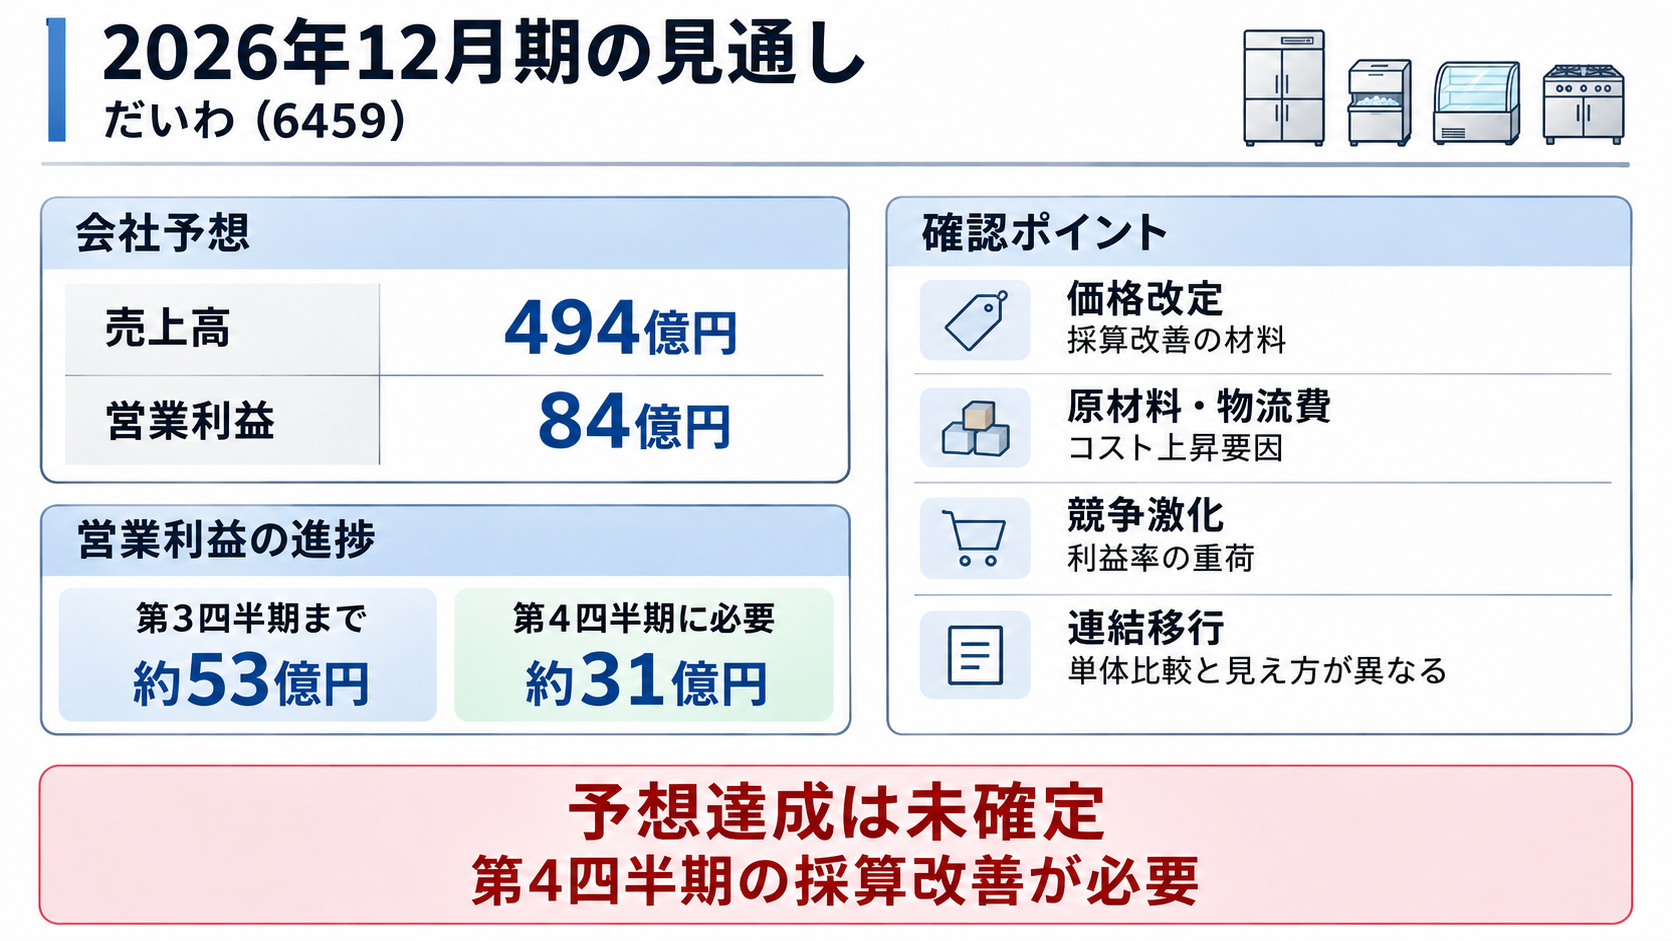 2026年12月期の見通し
だいわ（6459）
会社予想
売上高
494億円
営業利益
84億円
営業利益の進捗
第3四半期まで
約53億円
第4四半期に必要
約31億円
確認ポイント
価格改定
採算改善の材料
原材料・物流費
コスト上昇要因
競争激化
利益率の重荷
連結移行
単体比較と見え方が異なる
予想達成は未確定
第4四半期の採算改善が必要